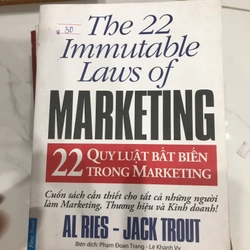 30
The 22
Immutable
Laws of
MARKETING
22 QUY LUẬT BẤT BIẾN
TRONG MARKETING
Cuốn sách cần thiết cho tất cả những người
làm Marketing, Thương hiệu và Kinh doanh!
AL RIES - JACK TROUT
Biên dịch: Phạm Đoan Trang - Lê Khánh Vy